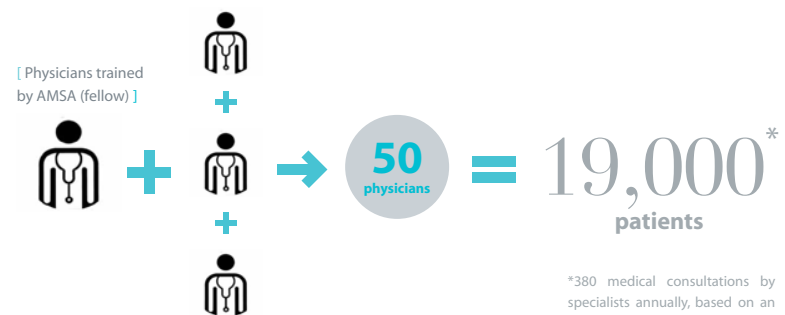 [ Physicians trained
by AMSA (fellow) ]
50
physicians
19,000*
patients
*380 medical consultations by
specialists annually, based on an